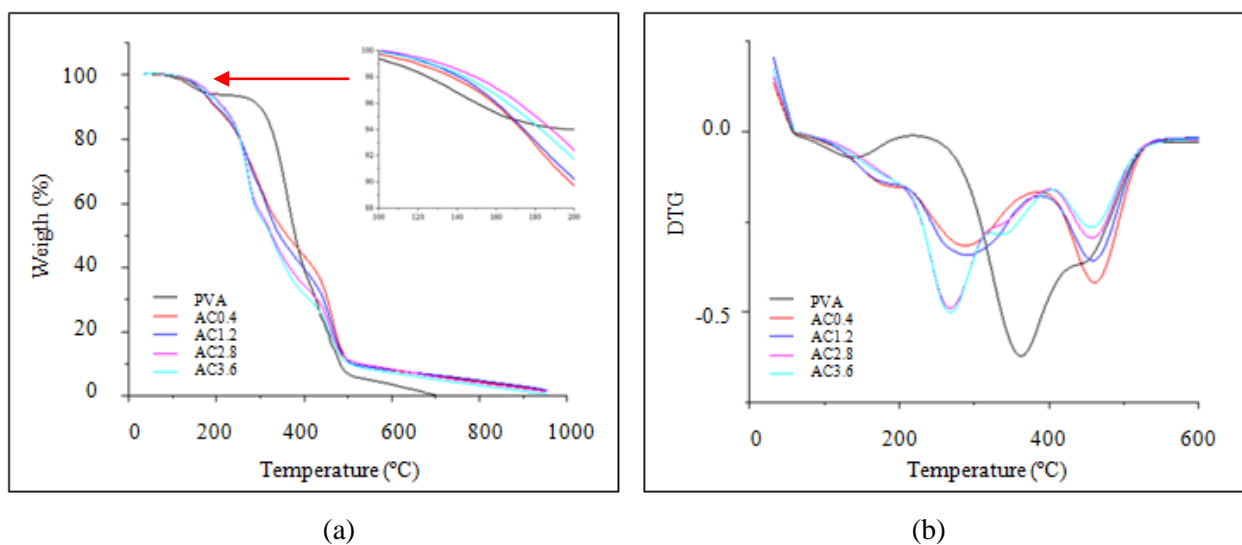 100
80
60
40
20
0
Weigth (%)
0
200
400
600
800
1000
Temperature (°C)
PVA
AC0.4
AC1.2
AC2.8
AC3.6
100
98
96
94
92
90
88
100
120
140
160
180
200
(a)
0.0
-0.5
DTG
0
200
400
600
Temperature (°C)
PVA
AC0.4
AC1.2
AC2.8
AC3.6
(b)